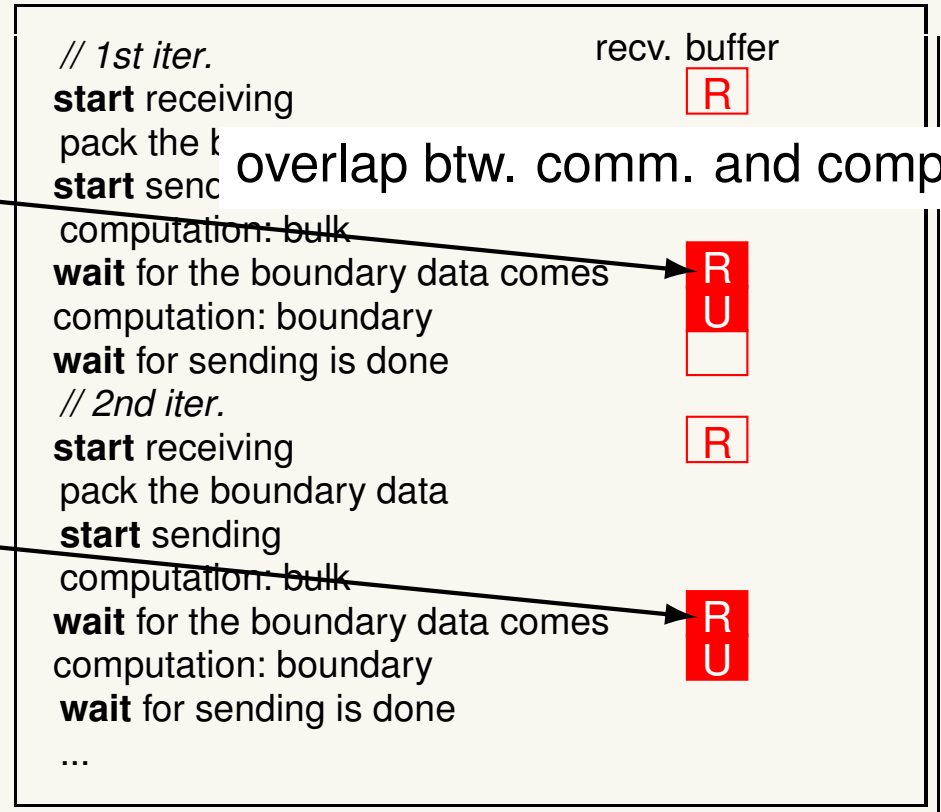 // 1st iter.
recv. buffer
start receiving
R
pack the
overlap btw. comm. and comp
start send
computation: bulk
wait for the boundary data comes
R
computation: boundary
U
wait for sending is done
// 2nd iter.
start receiving
R
pack the boundary data
start sending
computation: bulk
wait for the boundary data comes
R
computation: boundary
U
wait for sending is done
...